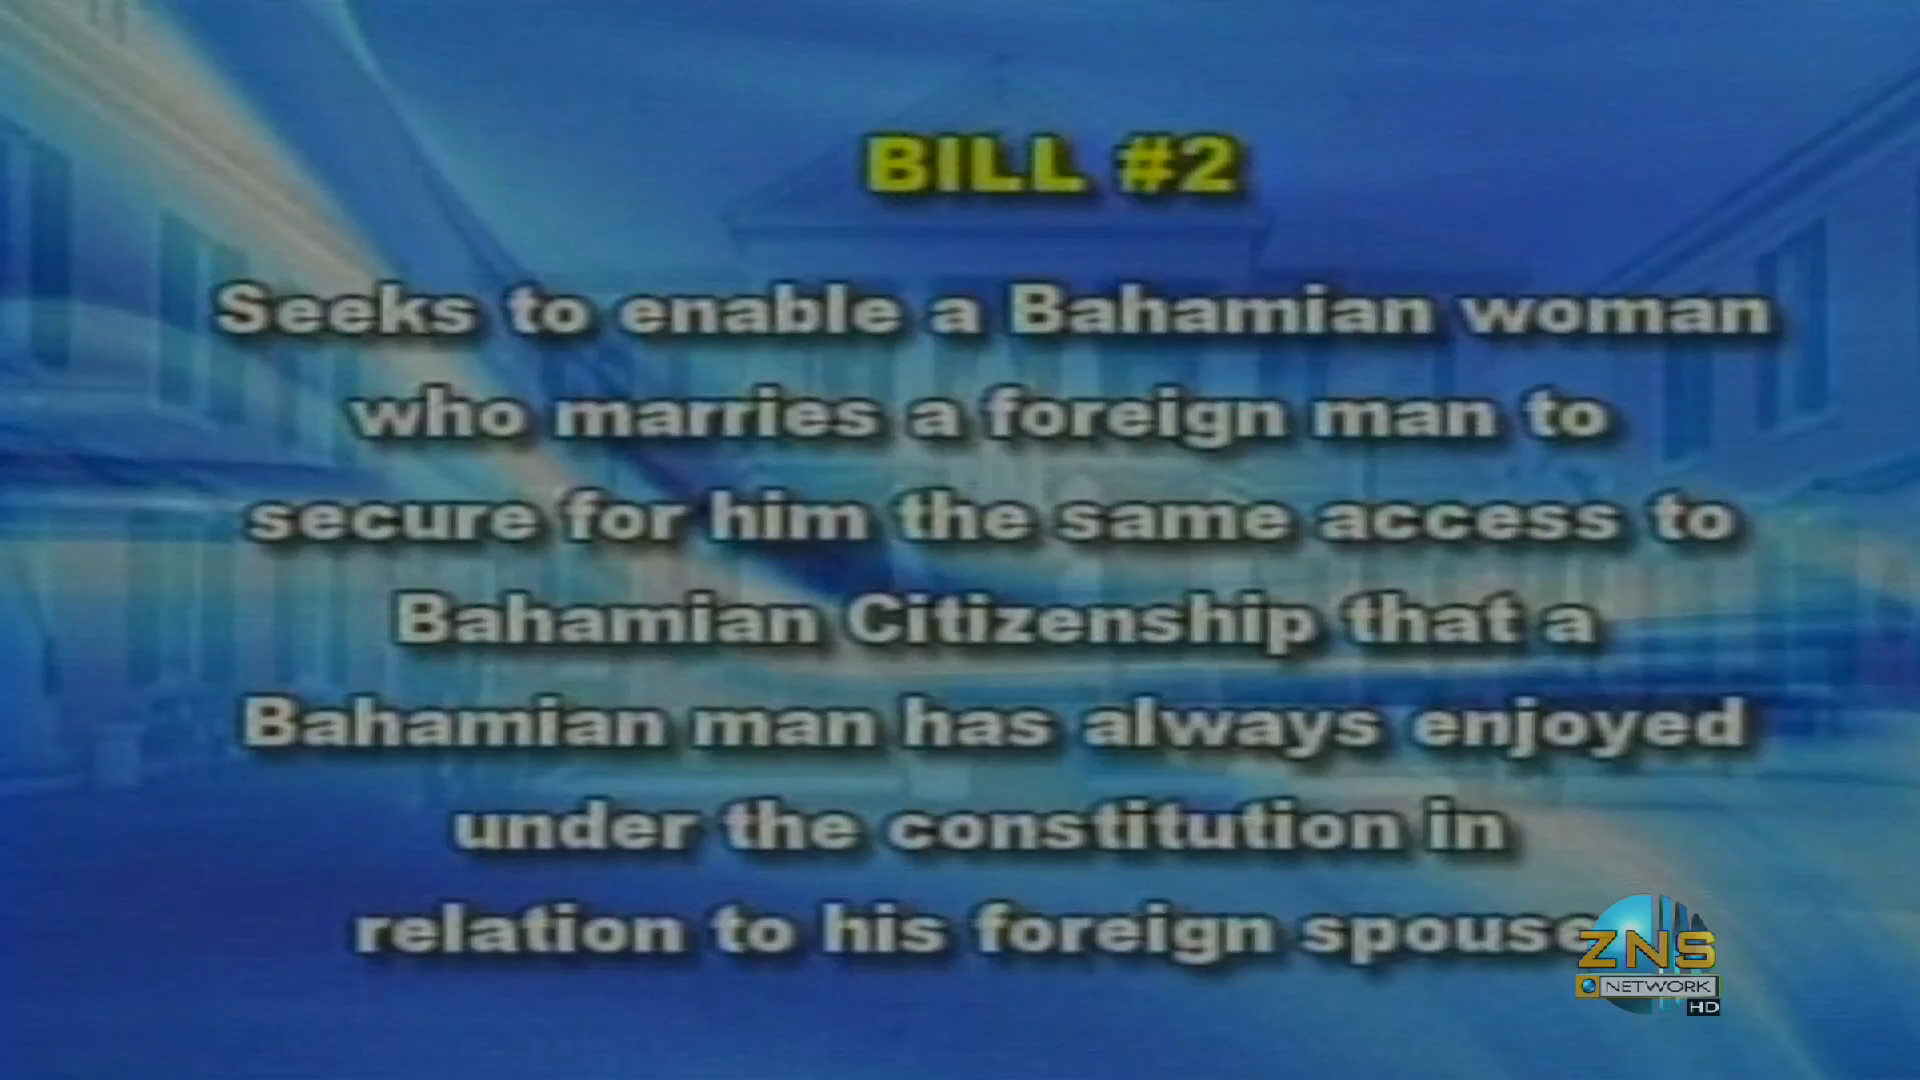 BILL #2
Seeks to enable a Bahamian woman
who marries a foreign man to
secure for him the same access to
Bahamian Citizenship that a
Bahamian man has always enjoyed
under the constitution in
relation to his foreign spouse
ZNS
NETWORK
HD